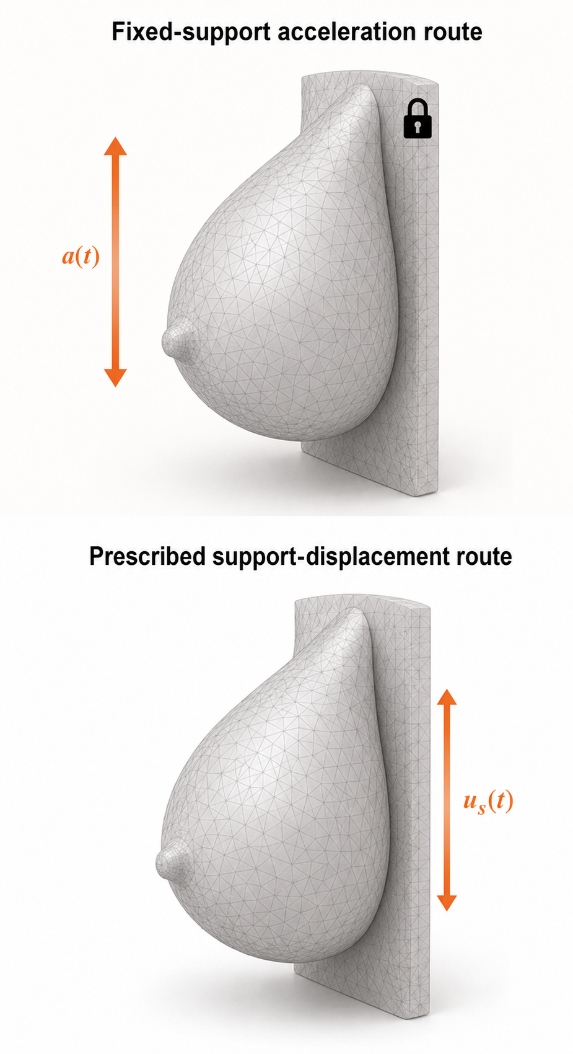 Fixed-support acceleration route
a(t)
Prescribed support-displacement route
u_s(t)